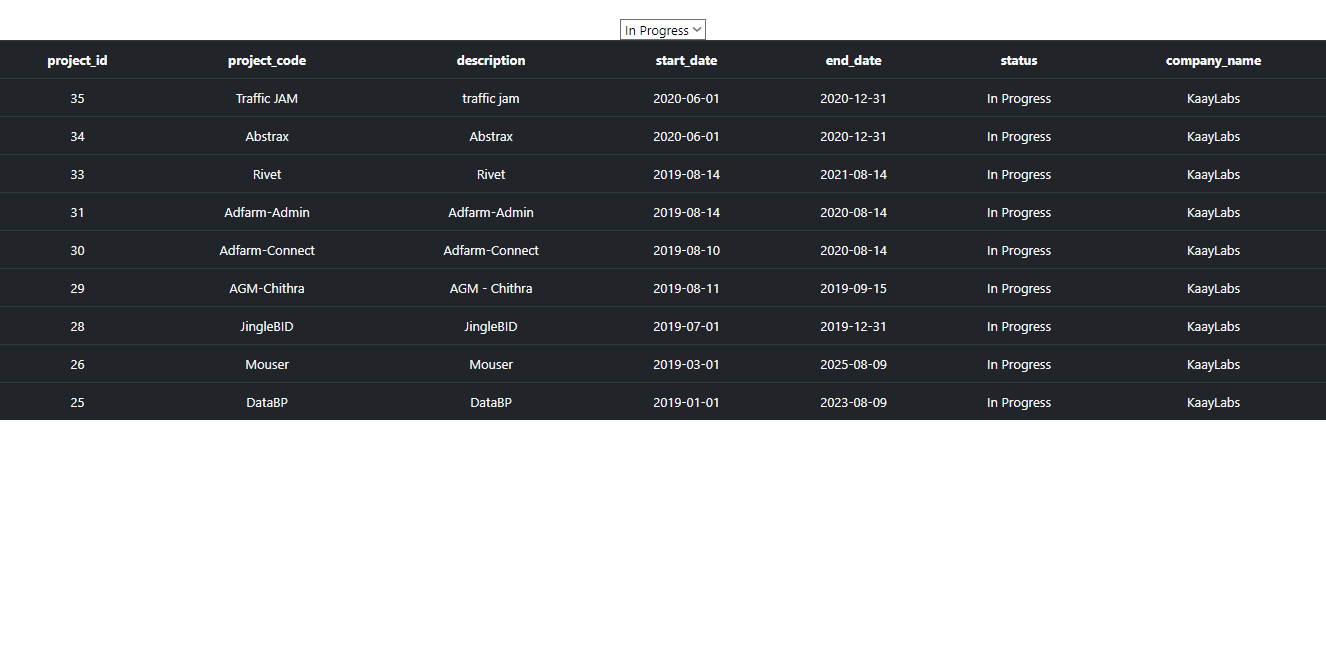 In Progress
project_id project_code description start_date end_date status company_name
35 Traffic JAM traffic jam 2020-06-01 2020-12-31 In Progress KaayLabs
34 Abstrax Abstrax 2020-06-01 2020-12-31 In Progress KaayLabs
33 Rivet Rivet 2019-08-14 2021-08-14 In Progress KaayLabs
31 Adfarm-Admin Adfarm-Admin 2019-08-14 2020-08-14 In Progress KaayLabs
30 Adfarm-Connect Adfarm-Connect 2019-08-10 2020-08-14 In Progress KaayLabs
29 AGM-Chithra AGM - Chithra 2019-08-11 2019-09-15 In Progress KaayLabs
28 JingleBID JingleBID 2019-07-01 2019-12-31 In Progress KaayLabs
26 Mouser Mouser 2019-03-01 2025-08-09 In Progress KaayLabs
25 DataBP DataBP 2019-01-01 2023-08-09 In Progress KaayLabs